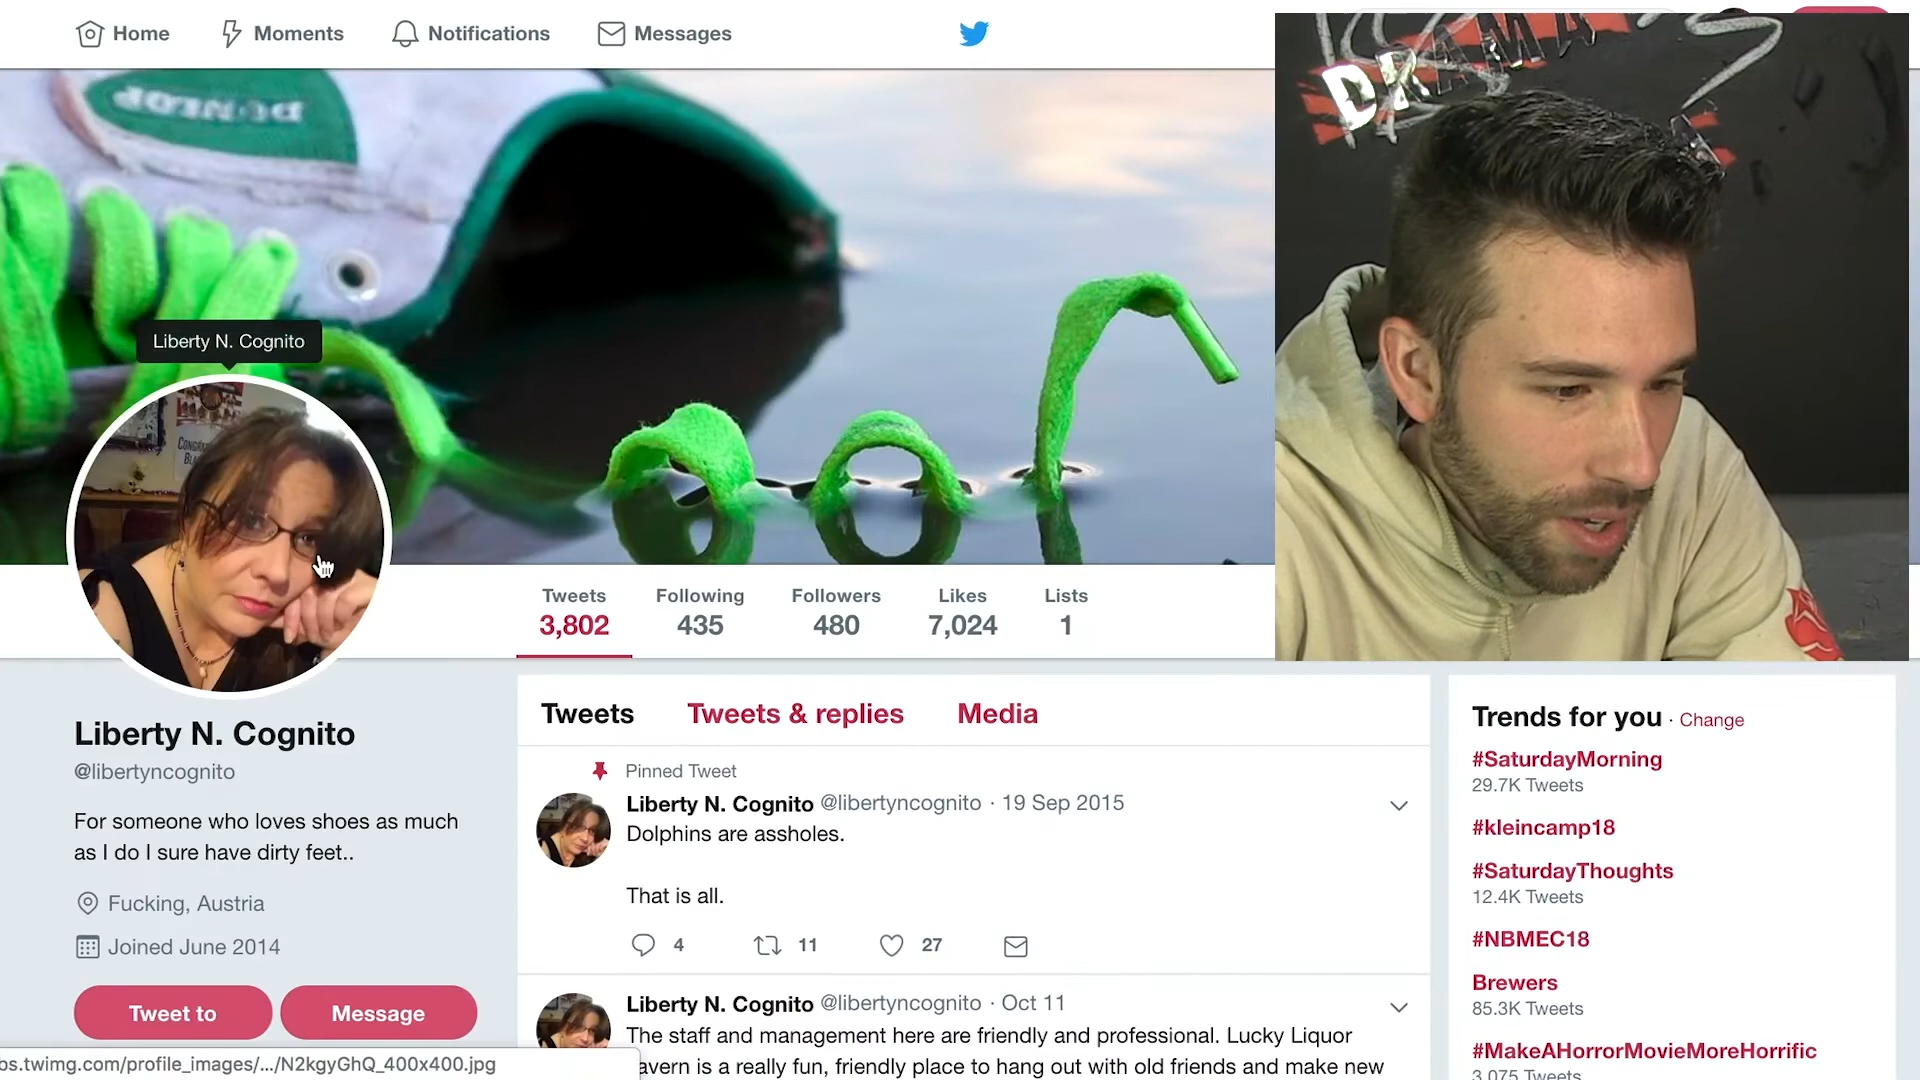 Home
Moments
Notifications
Messages
DUNLOP
DRAMA
Liberty N. Cognito
Tweets
3,802
Following
435
Followers
480
Likes
7,024
Lists
1
Liberty N. Cognito
@libertyncognito
For someone who loves shoes as much
as I do I sure have dirty feet..
Fucking, Austria
Joined June 2014
Tweet to
Message
bs.twimg.com/profile_images/.../N2kgyGhQ_400x400.jpg
Tweets
Tweets & replies
Media
Pinned Tweet
Liberty N. Cognito @libertyncognito · 19 Sep 2015
Dolphins are assholes.
That is all.
4
11
27
Liberty N. Cognito @libertyncognito · Oct 11
The staff and management here are friendly and professional. Lucky Liquor
avern is a really fun, friendly place to hang out with old friends and make new
Trends for you · Change
#SaturdayMorning
29.7K Tweets
#kleincamp18
#SaturdayThoughts
12.4K Tweets
#NBMEC18
Brewers
85.3K Tweets
#MakeAHorrorMovieMoreHorrific
3,075 Tweets